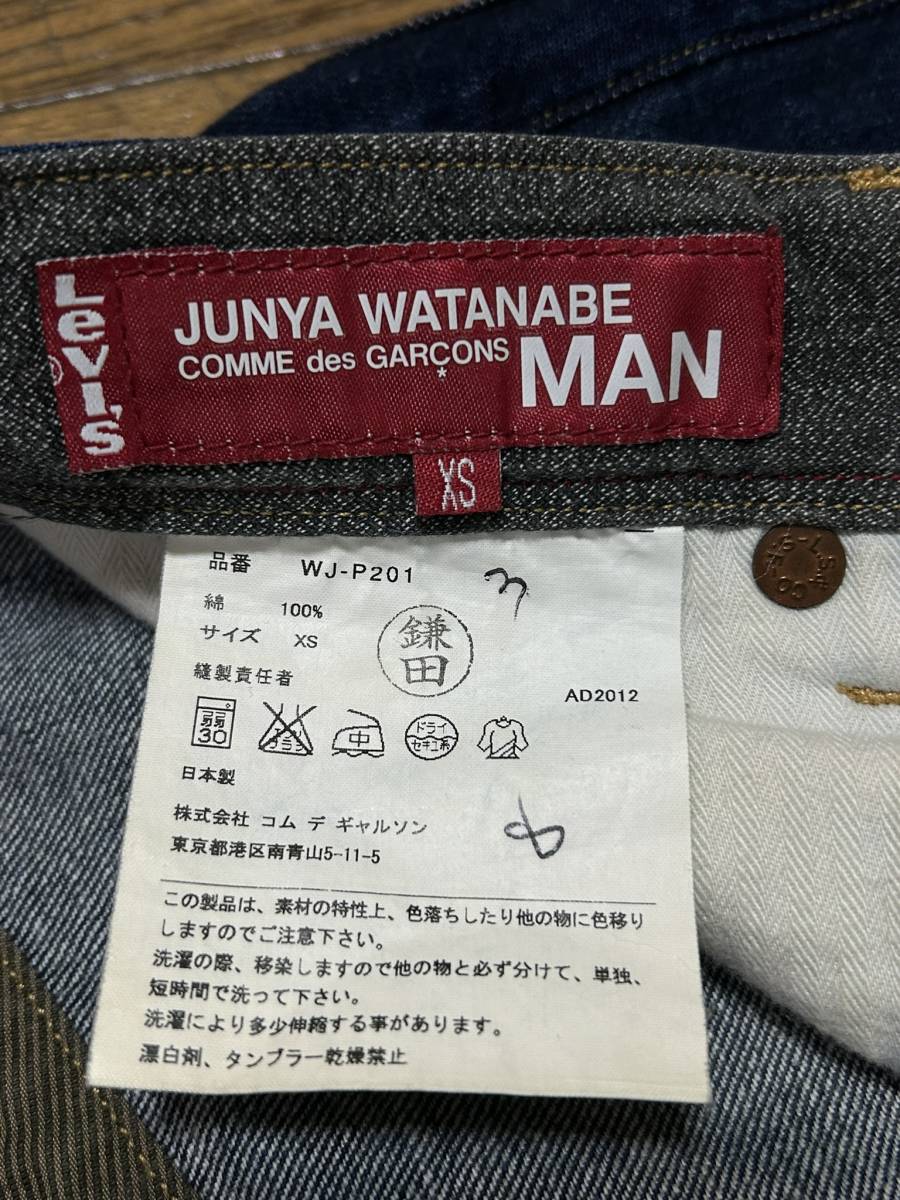 Levi's
®
JUNYA WATANABE
COMME des GARÇONS MAN
XS
品番 WJ-P201
綿 100%
サイズ XS
縫製責任者
鎌田
AD2012
弱
30
中
ドライ
セキユ系
日本製
株式会社 コム デ ギャルソン
東京都港区南青山5-11-5
この製品は、素材の特性上、色落ちしたり他の物に色移り
しますのでご注意下さい。
洗濯の際、移染しますので他の物と必ず分けて、単独、
短時間で洗って下さい。
洗濯により多少伸縮する事があります。
漂白剤、タンブラー乾燥禁止